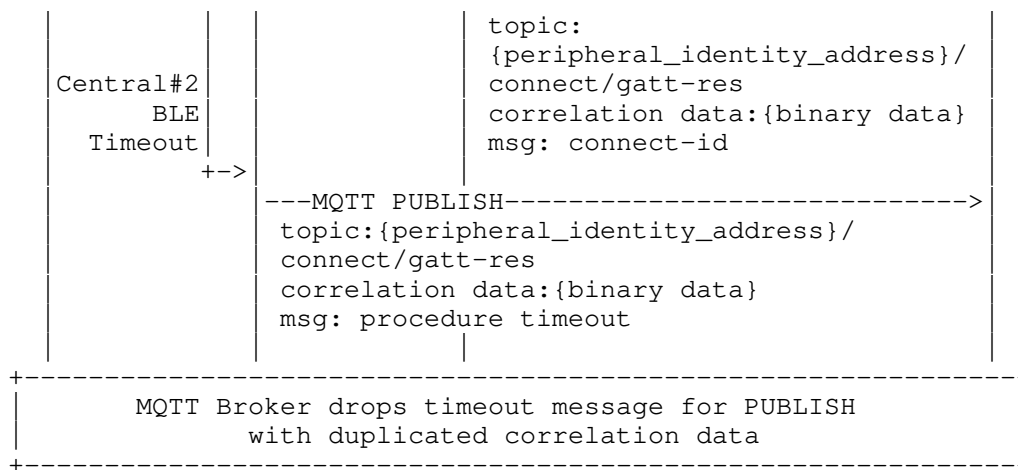 topic:
{peripheral_identity_address}/
Central#2 connect/gatt-res
BLE correlation data:{binary data}
Timeout msg: connect-id
+->
---MQTT PUBLISH----------------------------->
topic:{peripheral_identity_address}/
connect/gatt-res
correlation data:{binary data}
msg: procedure timeout
MQTT Broker drops timeout message for PUBLISH
with duplicated correlation data